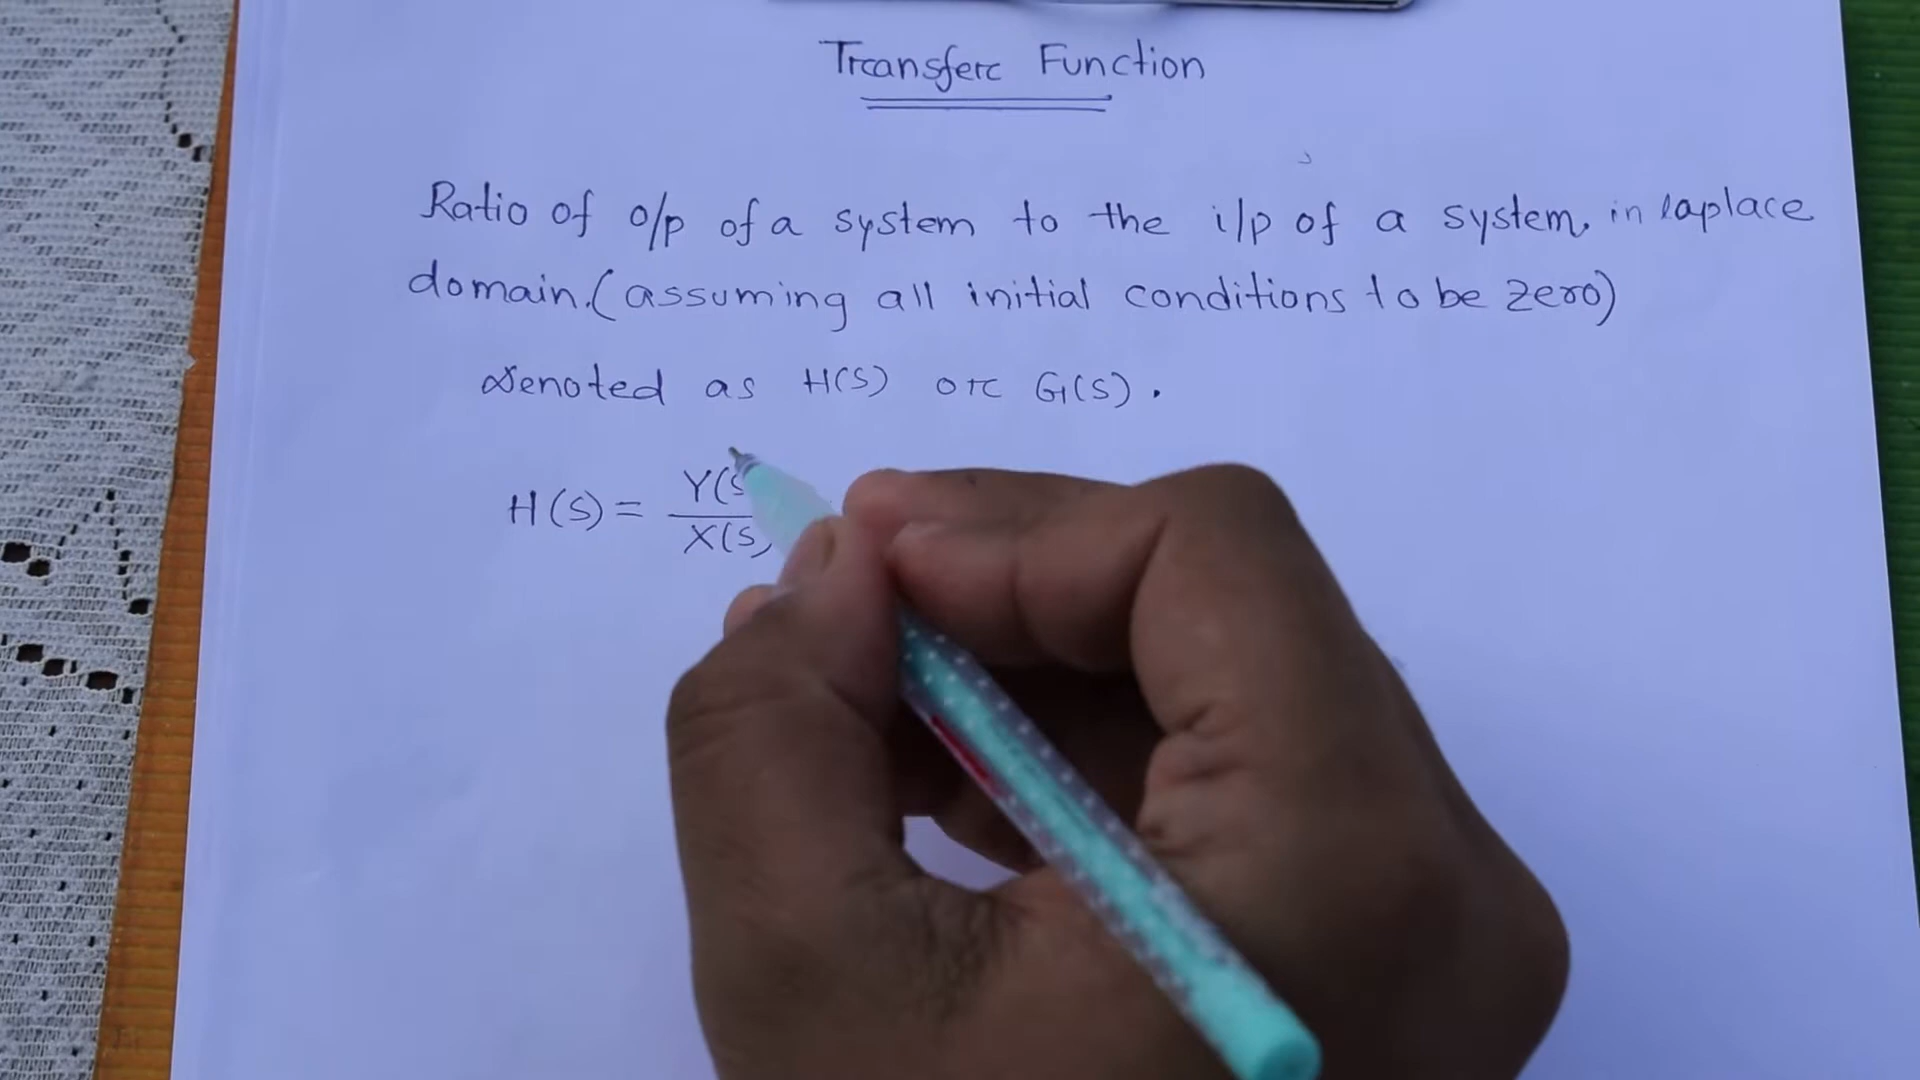 Transfer Function
Ratio of o/p of a system to the i/p of a system. in laplace
domain. (assuming all initial conditions to be zero)
Denoted as H(s) or G(s).
H(s) = Y(s
X(s)